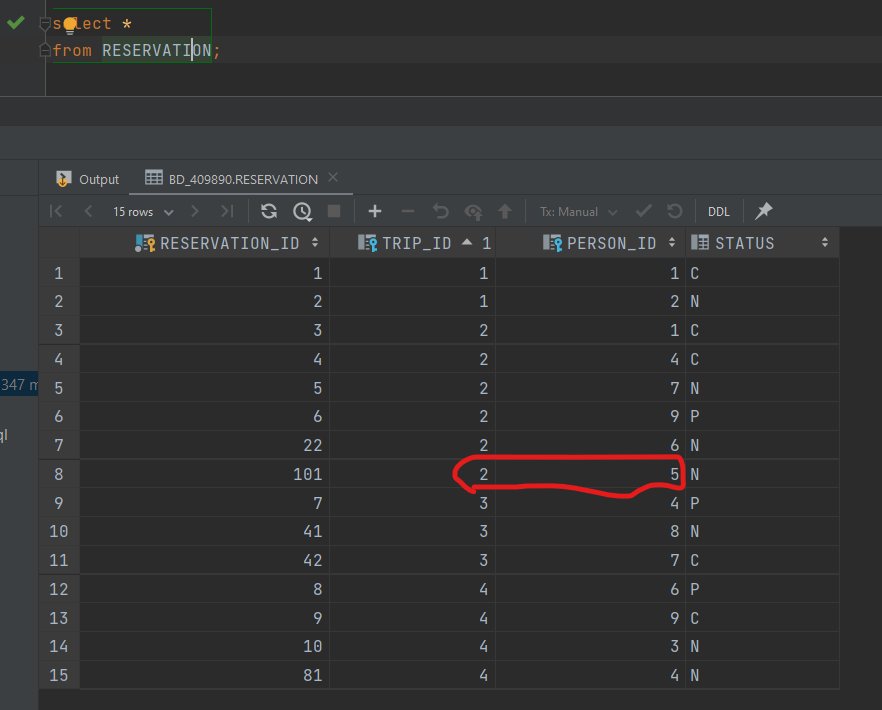 select *
from RESERVATION;
Output BD_409890.RESERVATION
15 rows Tx: Manual DDL
RESERVATION_ID TRIP_ID 1 PERSON_ID STATUS
1 1 1 1 C
2 2 1 2 N
3 3 2 1 C
4 4 2 4 C
347 m
5 5 2 7 N
6 6 2 9 P
ql
7 22 2 6 N
8 101 2 5 N
9 7 3 4 P
10 41 3 8 N
11 42 3 7 C
12 8 4 6 P
13 9 4 9 C
14 10 4 3 N
15 81 4 4 N